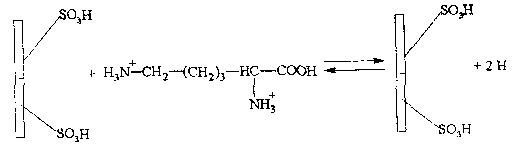 SO₃H SO₃H
+ H₃N⁺—CH₂—(CH₂)₃—HC—COOH + 2 H
NH₃⁺
SO₃H SO₃H